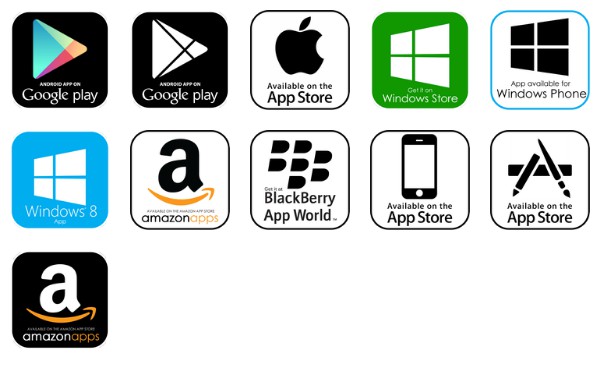 ANDROID APP ON
Google play
ANDROID APP ON
Google play
Available on the
App Store
Get it on
Windows Store
App available for
Windows Phone
Windows® 8
App
a
AVAILABLE ON THE AMAZON APP STORE
amazonapps
Get it at
BlackBerry
App World™
Available on the
App Store
Available on the
App Store
a
AVAILABLE ON THE AMAZON APP STORE
amazonapps